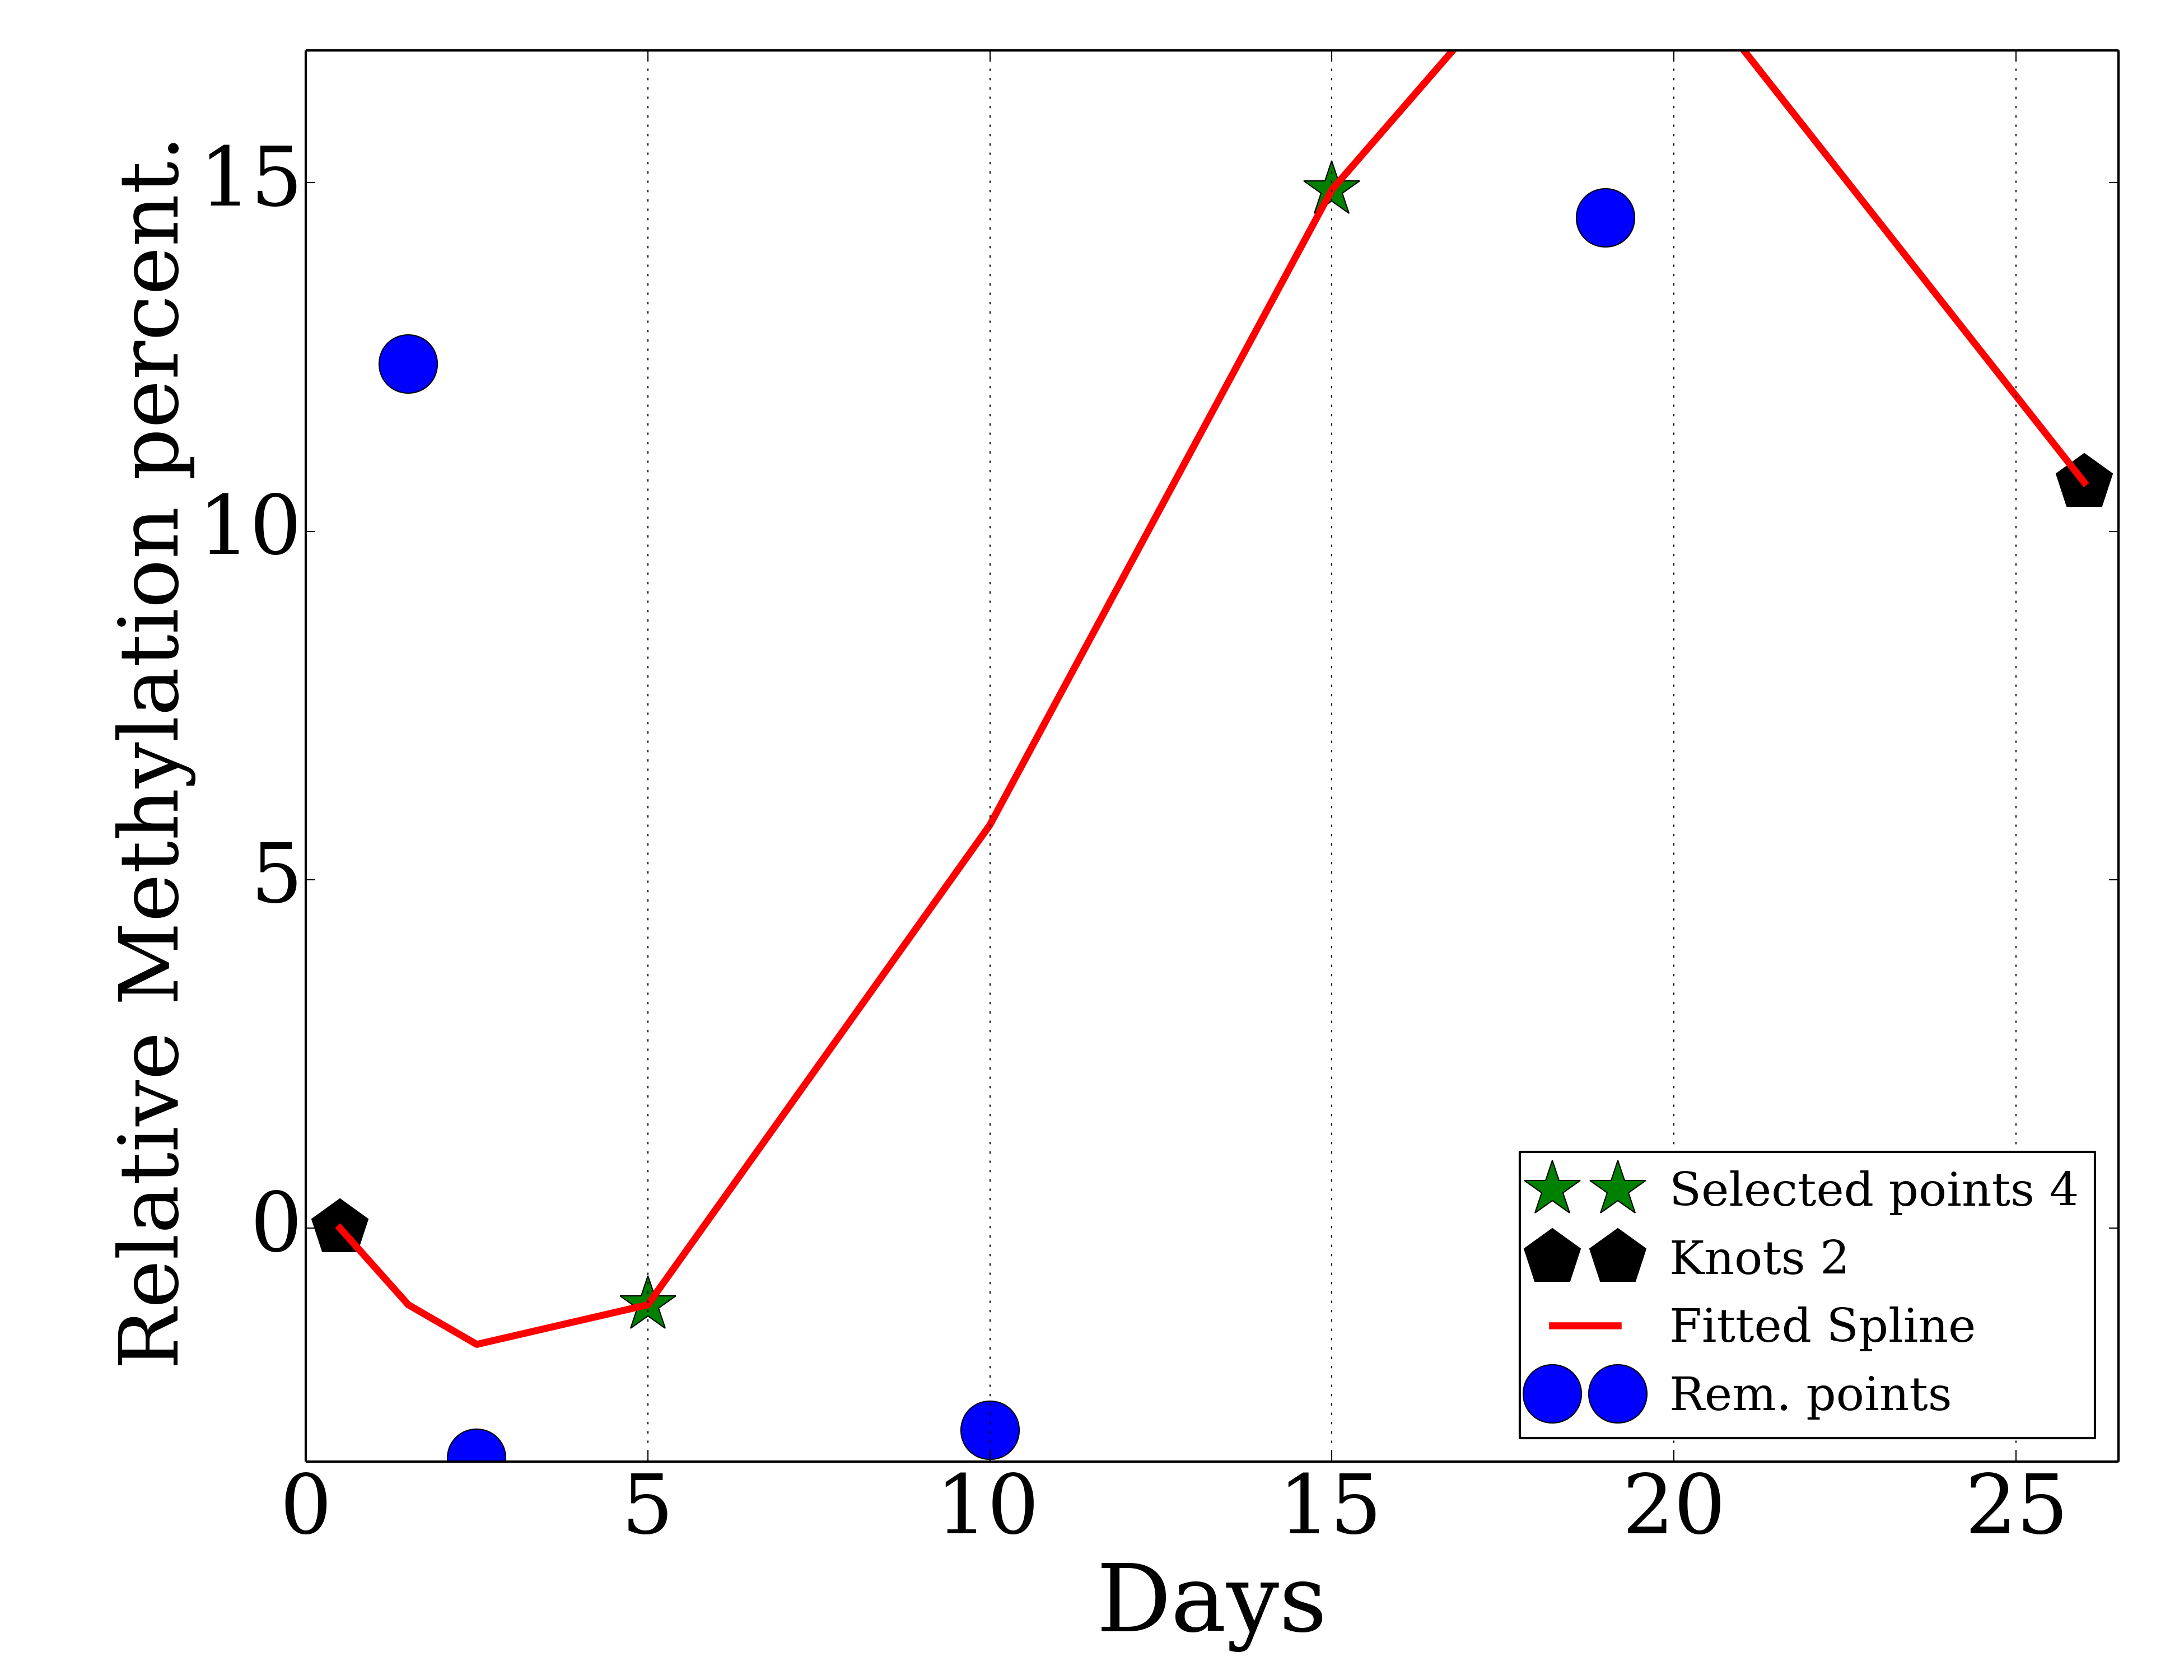 Relative Methylation percent.
15
10
5
0
0 5 10 15 20 25
Days
Selected points 4
Knots 2
Fitted Spline
Rem. points